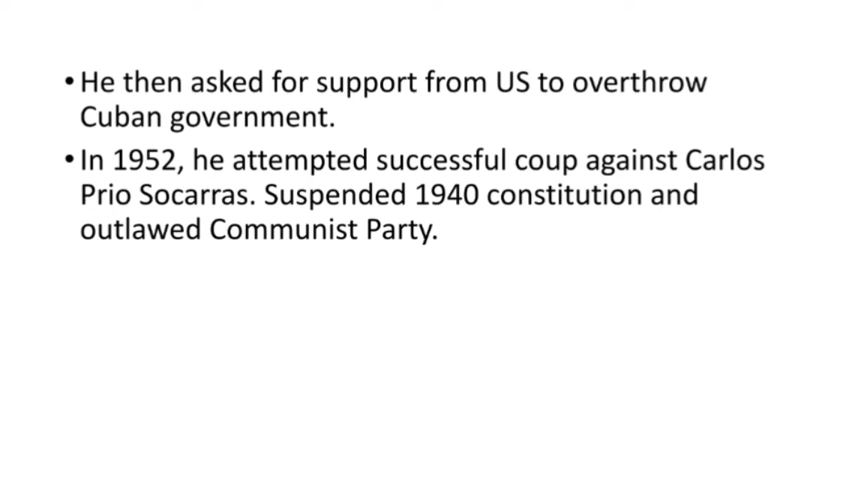 • He then asked for support from US to overthrow
Cuban government.
• In 1952, he attempted successful coup against Carlos
Prio Socarras. Suspended 1940 constitution and
outlawed Communist Party.